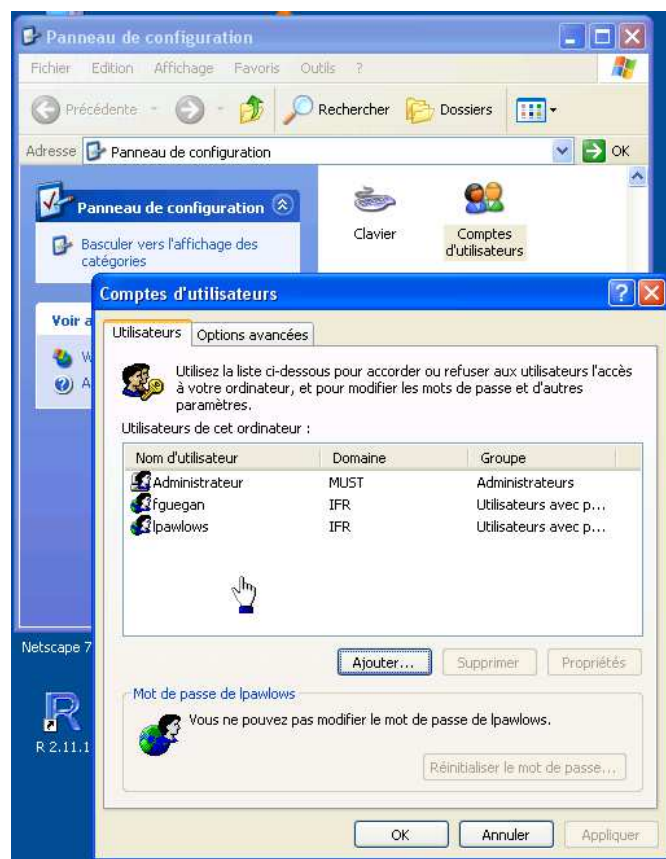 Panneau de configuration
Fichier Edition Affichage Favoris Outils ?
Précédente Rechercher Dossiers
Adresse Panneau de configuration OK
Panneau de configuration
Basculer vers l'affichage des
catégories
Clavier
Comptes
d'utilisateurs
Voir a
W
A
Comptes d'utilisateurs
Utilisateurs Options avancées
Utilisez la liste ci-dessous pour accorder ou refuser aux utilisateurs l'accès
à votre ordinateur, et pour modifier les mots de passe et d'autres
paramètres.
Utilisateurs de cet ordinateur :
Nom d'utilisateur Domaine Groupe
Administrateur MUST Administrateurs
fguegan IFR Utilisateurs avec p...
lpawlows IFR Utilisateurs avec p...
Ajouter... Supprimer Propriétés
Mot de passe de lpawlows
Vous ne pouvez pas modifier le mot de passe de lpawlows.
Réinitialiser le mot de passe...
OK Annuler Appliquer
Netscape 7
R 2.11.1